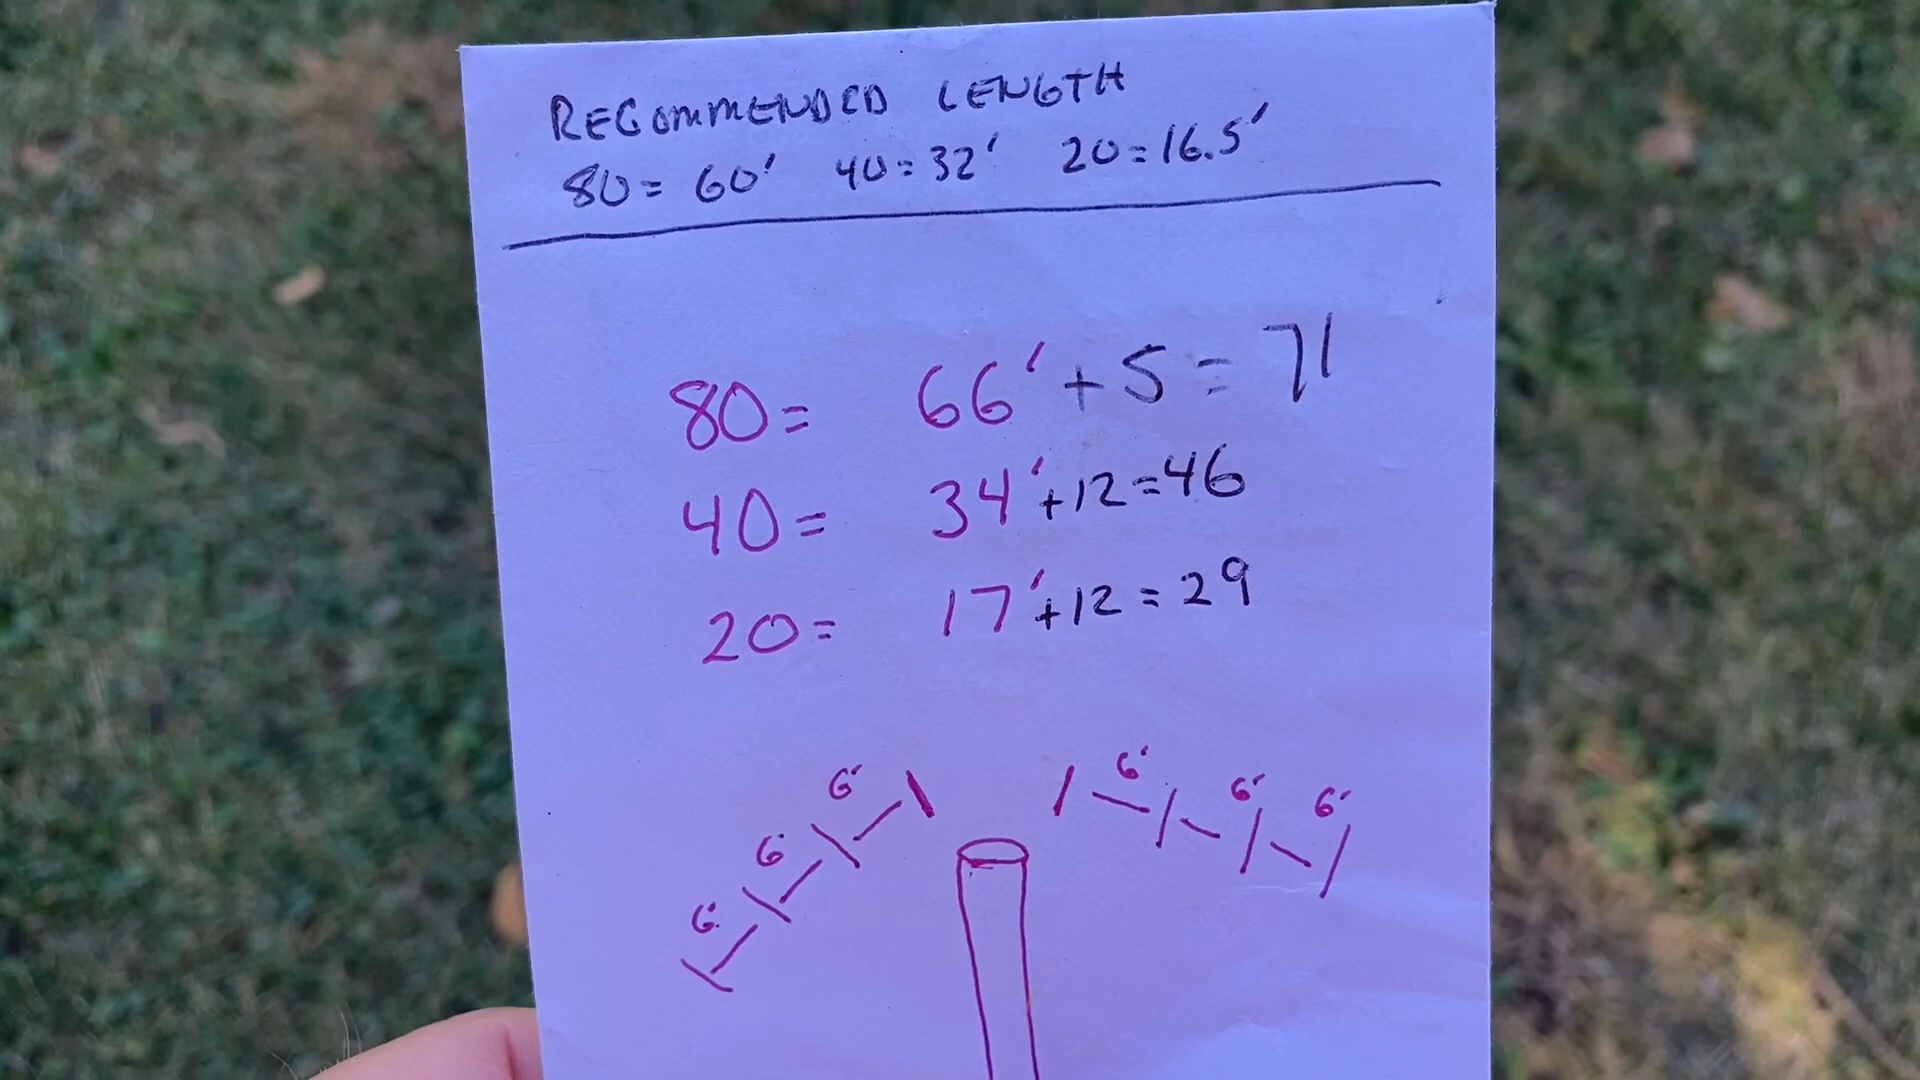 RECOMMENDED LENGTH
80= 60' 40=32' 20=16.5'
80= 66' + 5 = 71
40= 34' +12=46
20= 17' +12=29
6' 6' 6' 6' 6' 6'